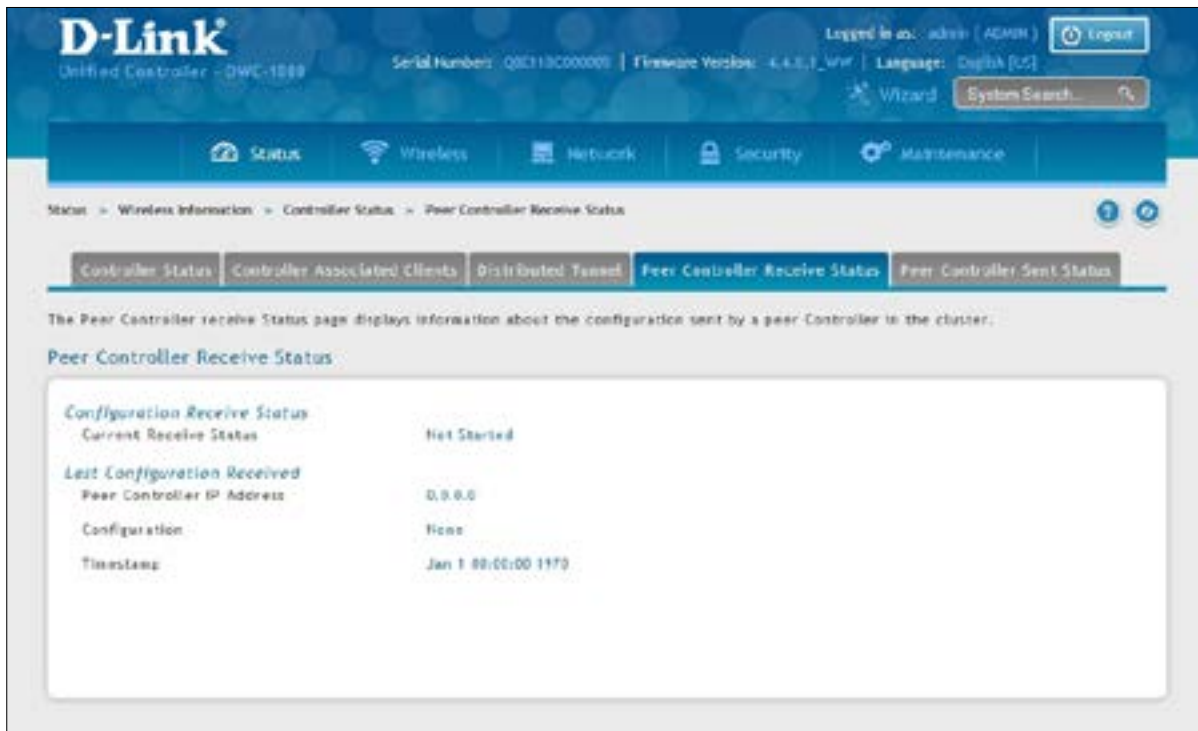 D-Link
Unified Controller - DWC-1000
Logged in as: admin ( ADMIN )
Logout
Serial Number: | Firmware Version: | Language: English [US]
Wizard
System Search...
Status
Wireless
Network
Security
Maintenance
Status » Wireless Information » Controller Status » Peer Controller Receive Status
Controller Status
Controller Associated Clients
Distributed Tunnel
Peer Controller Receive Status
Peer Controller Sent Status
The Peer Controller receive Status page displays information about the configuration sent by a peer Controller in the cluster.
Peer Controller Receive Status
Configuration Receive Status
Current Receive Status Not Started
Last Configuration Received
Peer Controller IP Address 0.0.0.0
Configuration None
Timestamp Jan 1 00:00:00 1970